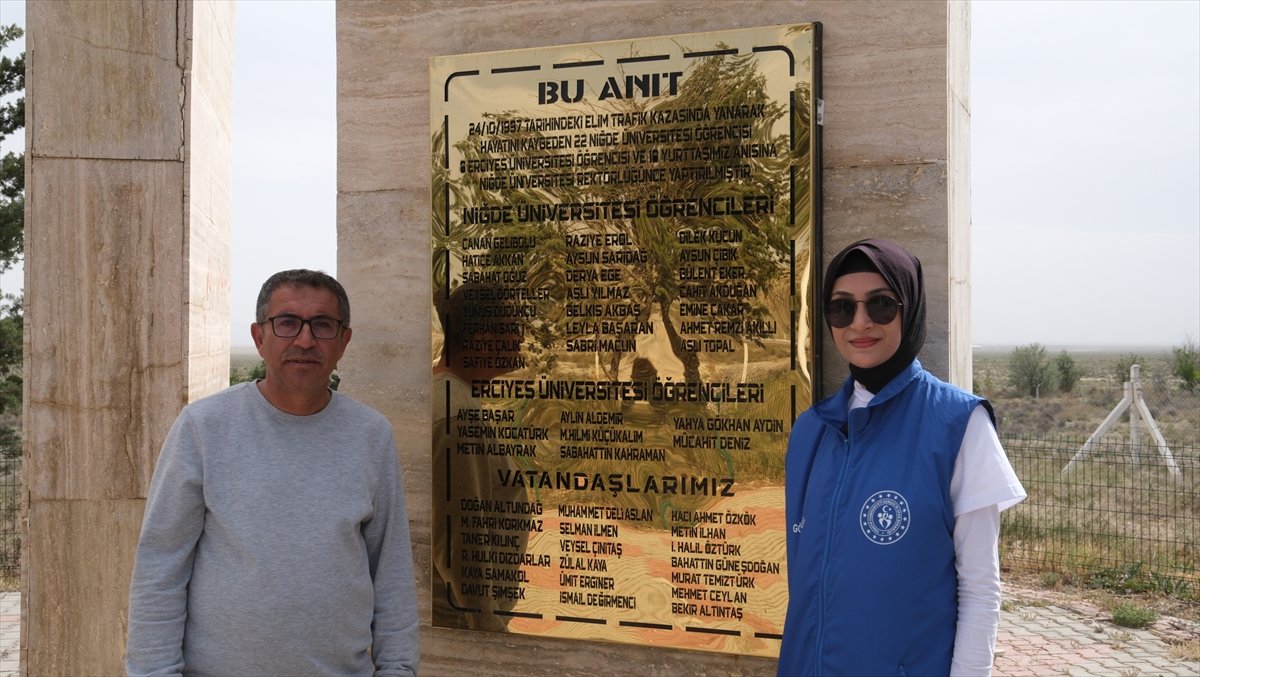 BU ANIT
24/10/1997 TARİHİNDEKİ ELİM TRAFİK KAZASINDA YANARAK
HAYATINI KAYBEDEN 22 NİĞDE ÜNİVERSİTESİ ÖĞRENCİSİ
6 ERCİYES ÜNİVERSİTESİ ÖĞRENCİSİ VE 18 YURTTAŞIMIZ ANISINA
NİĞDE ÜNİVERSİTESİ REKTÖRLÜĞÜNCE YAPTIRILMIŞTIR.
NİĞDE ÜNİVERSİTESİ ÖĞRENCİLERİ
CANAN GELİBOLU RAZİYE EROL DİLEK KÜÇÜN
HATİCE AKKAN AYSUN SARIDAĞ AYSUN ÇIBIK
SABAHAT OĞUZ DERYA EGE BÜLENT EKER
VEYSEL DÖRTELLER ASLI YILMAZ CAHİT AKDOĞAN
YUNUS DÜDÜKÇÜ BELKIS AKBAŞ EMİNE ÇAKAR
FERHAN SARI LEYLA BAŞARAN AHMET REMZİ AKILLI
RAZİYE ÇALIK SABRİ MACUN ASLI TOPAL
SAFİYE ÖZKAN
ERCİYES ÜNİVERSİTESİ ÖĞRENCİLERİ
AYŞE BAŞAR AYLİN ALDEMİR YAHYA GÖKHAN AYDIN
YASEMİN KOÇATÜRK M.HİLMİ KÜÇÜKALİM MÜCAHİT DENİZ
METİN ALBAYRAK SABAHATTİN KAHRAMAN
VATANDAŞLARIMIZ
DOĞAN ALTUNDAĞ MUHAMMET DELİ ASLAN HACI AHMET ÖZKÖK
M. FAHRİ KORKMAZ SELMAN İLMEN METİN İLHAN
TANER KILINÇ VEYSEL ÇİNİTAŞ İ. HALİL ÖZTÜRK
R. HULKİ DİZDARLAR ZÜLAL KAYA BAHATTİN GÜNEŞDOĞAN
KAYA SAMAKOL ÜMİT ERGİNER MURAT TEMİZTÜRK
DAVUT ŞİMŞEK İSMAİL DEĞİRMENCİ MEHMET CEYLAN
BEKİR ALTINTAŞ